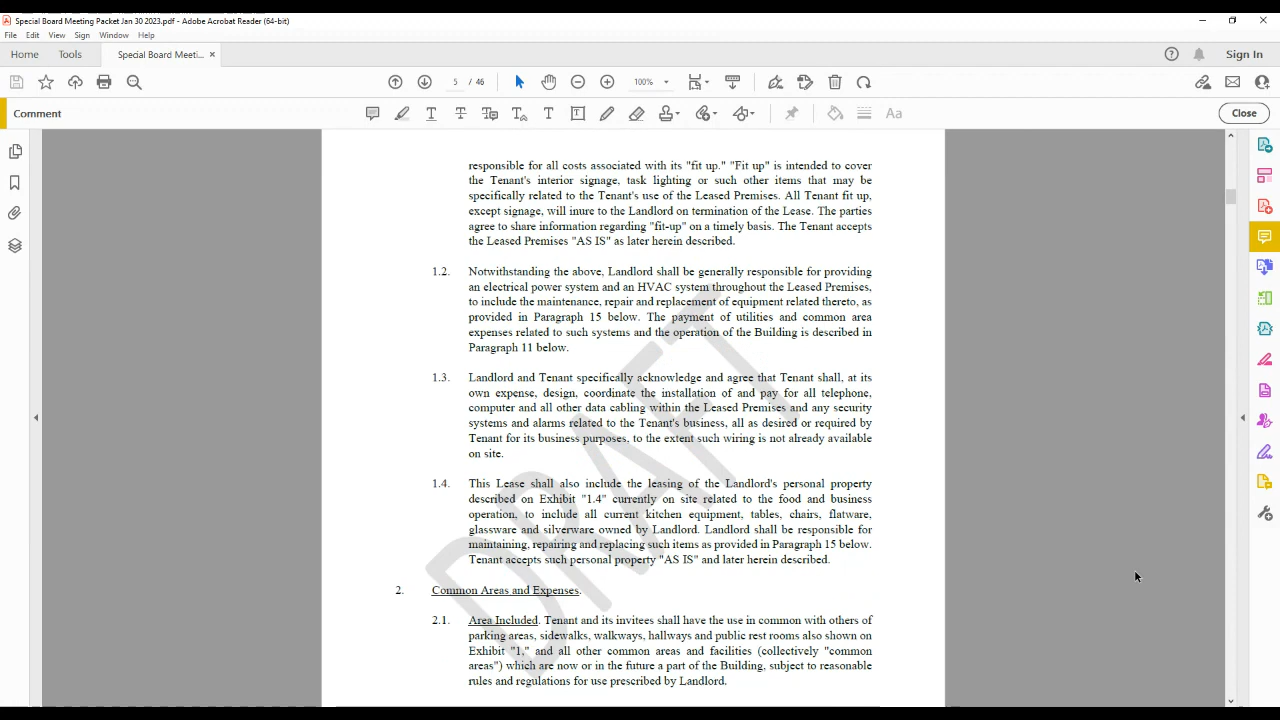 Special Board Meeting Packet Jan 30 2023.pdf - Adobe Acrobat Reader (64-bit)
File Edit View Sign Window Help
Home Tools Special Board Meeti... × Sign In
5 / 46 100%
Comment Close
responsible for all costs associated with its "fit up." "Fit up" is intended to cover
the Tenant's interior signage, task lighting or such other items that may be
specifically related to the Tenant's use of the Leased Premises. All Tenant fit up,
except signage, will inure to the Landlord on termination of the Lease. The parties
agree to share information regarding "fit-up" on a timely basis. The Tenant accepts
the Leased Premises "AS IS" as later herein described.
1.2. Notwithstanding the above, Landlord shall be generally responsible for providing
an electrical power system and an HVAC system throughout the Leased Premises,
to include the maintenance, repair and replacement of equipment related thereto, as
provided in Paragraph 15 below. The payment of utilities and common area
expenses related to such systems and the operation of the Building is described in
Paragraph 11 below.
1.3. Landlord and Tenant specifically acknowledge and agree that Tenant shall, at its
own expense, design, coordinate the installation of and pay for all telephone,
computer and all other data cabling within the Leased Premises and any security
systems and alarms related to the Tenant's business, all as desired or required by
Tenant for its business purposes, to the extent such wiring is not already available
on site.
1.4. This Lease shall also include the leasing of the Landlord's personal property
described on Exhibit "1.4" currently on site related to the food and business
operation, to include all current kitchen equipment, tables, chairs, flatware,
glassware and silverware owned by Landlord. Landlord shall be responsible for
maintaining, repairing and replacing such items as provided in Paragraph 15 below.
Tenant accepts such personal property "AS IS" and later herein described.
2. Common Areas and Expenses.
2.1. Area Included. Tenant and its invitees shall have the use in common with others of
parking areas, sidewalks, walkways, hallways and public rest rooms also shown on
Exhibit "1," and all other common areas and facilities (collectively "common
areas") which are now or in the future a part of the Building, subject to reasonable
rules and regulations for use prescribed by Landlord.
DRAFT